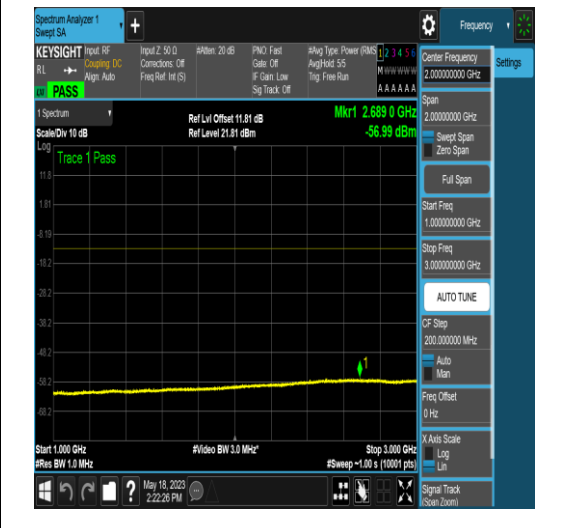 Spectrum Analyzer 1
Swept SA
+
Frequency
KEYSIGHT
RL
Input: RF
Coupling: DC
Align: Auto
Input Z: 50 Ω
Corrections: Off
Freq Ref: Int (S)
#Atten: 20 dB
PNO: Fast
Gate: Off
IF Gain: Low
Sig Track: Off
#Avg Type: Power (RMS
Avg|Hold: 5/5
Trig: Free Run
1 2 3 4 5 6
M W W W W W
A A A A A A
PASS
1 Spectrum
Scale/Div 10 dB
Log
Ref Lvl Offset 11.81 dB
Ref Level 21.81 dBm
Mkr1 2.689 0 GHz
-56.99 dBm
Trace 1 Pass
11.8
1.81
-8.19
-18.2
-28.2
-38.2
-48.2
-58.2
-68.2
1
Start 1.000 GHz
#Res BW 1.0 MHz
#Video BW 3.0 MHz*
Stop 3.000 GHz
#Sweep ~1.00 s (10001 pts)
?
May 18, 2023
2:22:26 PM
Center Frequency
2.000000000 GHz
Settings
Span
2.00000000 GHz
Swept Span
Zero Span
Full Span
Start Freq
1.000000000 GHz
Stop Freq
3.000000000 GHz
AUTO TUNE
CF Step
200.000000 MHz
Auto
Man
Freq Offset
0 Hz
X Axis Scale
Log
Lin
Signal Track
(Span Zoom)